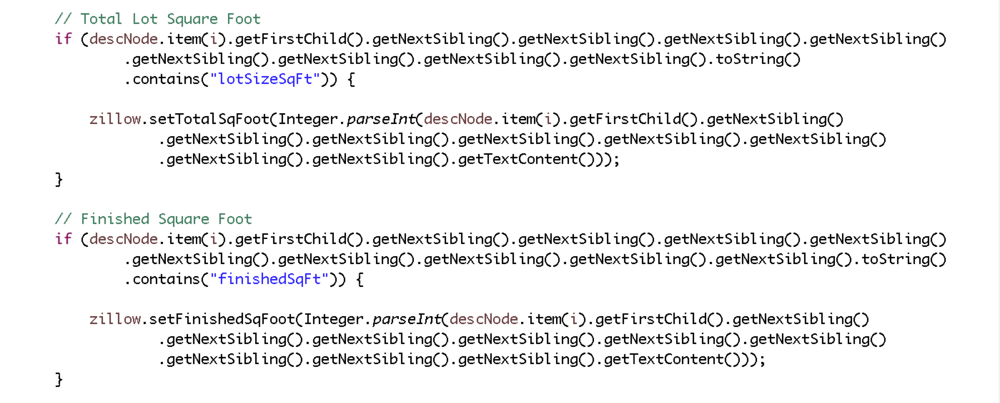 // Total Lot Square Foot
if (descNode.item(i).getFirstChild().getNextSibling().getNextSibling().getNextSibling().getNextSibling()
.getNextSibling().getNextSibling().getNextSibling().getNextSibling().toString()
.contains("lotSizeSqFt")) {
zillow.setTotalSqFoot(Integer.parseInt(descNode.item(i).getFirstChild().getNextSibling()
.getNextSibling().getNextSibling().getNextSibling().getNextSibling().getNextSibling()
.getNextSibling().getNextSibling().getTextContent()));
}
// Finished Square Foot
if (descNode.item(i).getFirstChild().getNextSibling().getNextSibling().getNextSibling().getNextSibling()
.getNextSibling().getNextSibling().getNextSibling().getNextSibling().getNextSibling().toString()
.contains("finishedSqFt")) {
zillow.setFinishedSqFoot(Integer.parseInt(descNode.item(i).getFirstChild().getNextSibling()
.getNextSibling().getNextSibling().getNextSibling().getNextSibling().getNextSibling()
.getNextSibling().getNextSibling().getNextSibling().getTextContent()));
}